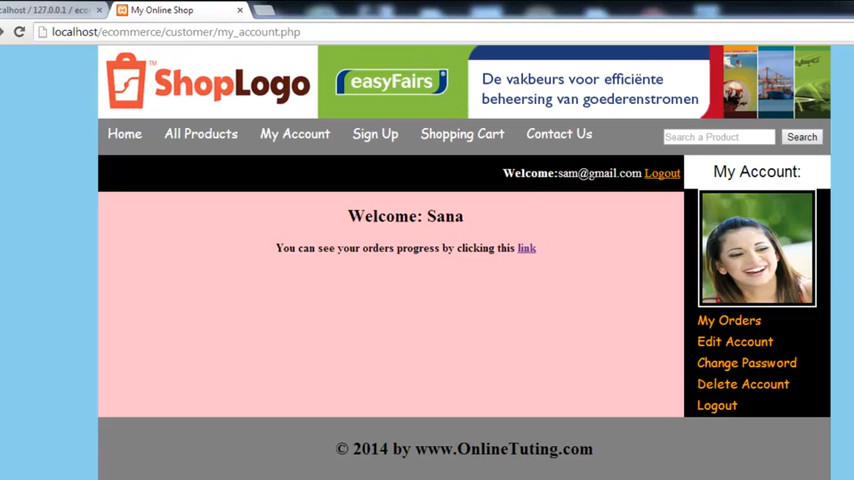 calhost / 127.0.0.1 / eco
My Online Shop
localhost/ecommerce/customer/my_account.php
ShopLogo
TM
easyFairs
De vakbeurs voor efficiënte
beheersing van goederenstromen
Home All Products My Account Sign Up Shopping Cart Contact Us
Search a Product Search
Welcome:sam@gmail.com Logout
My Account:
Welcome: Sana
You can see your orders progress by clicking this link
My Orders
Edit Account
Change Password
Delete Account
Logout
© 2014 by www.OnlineTuting.com